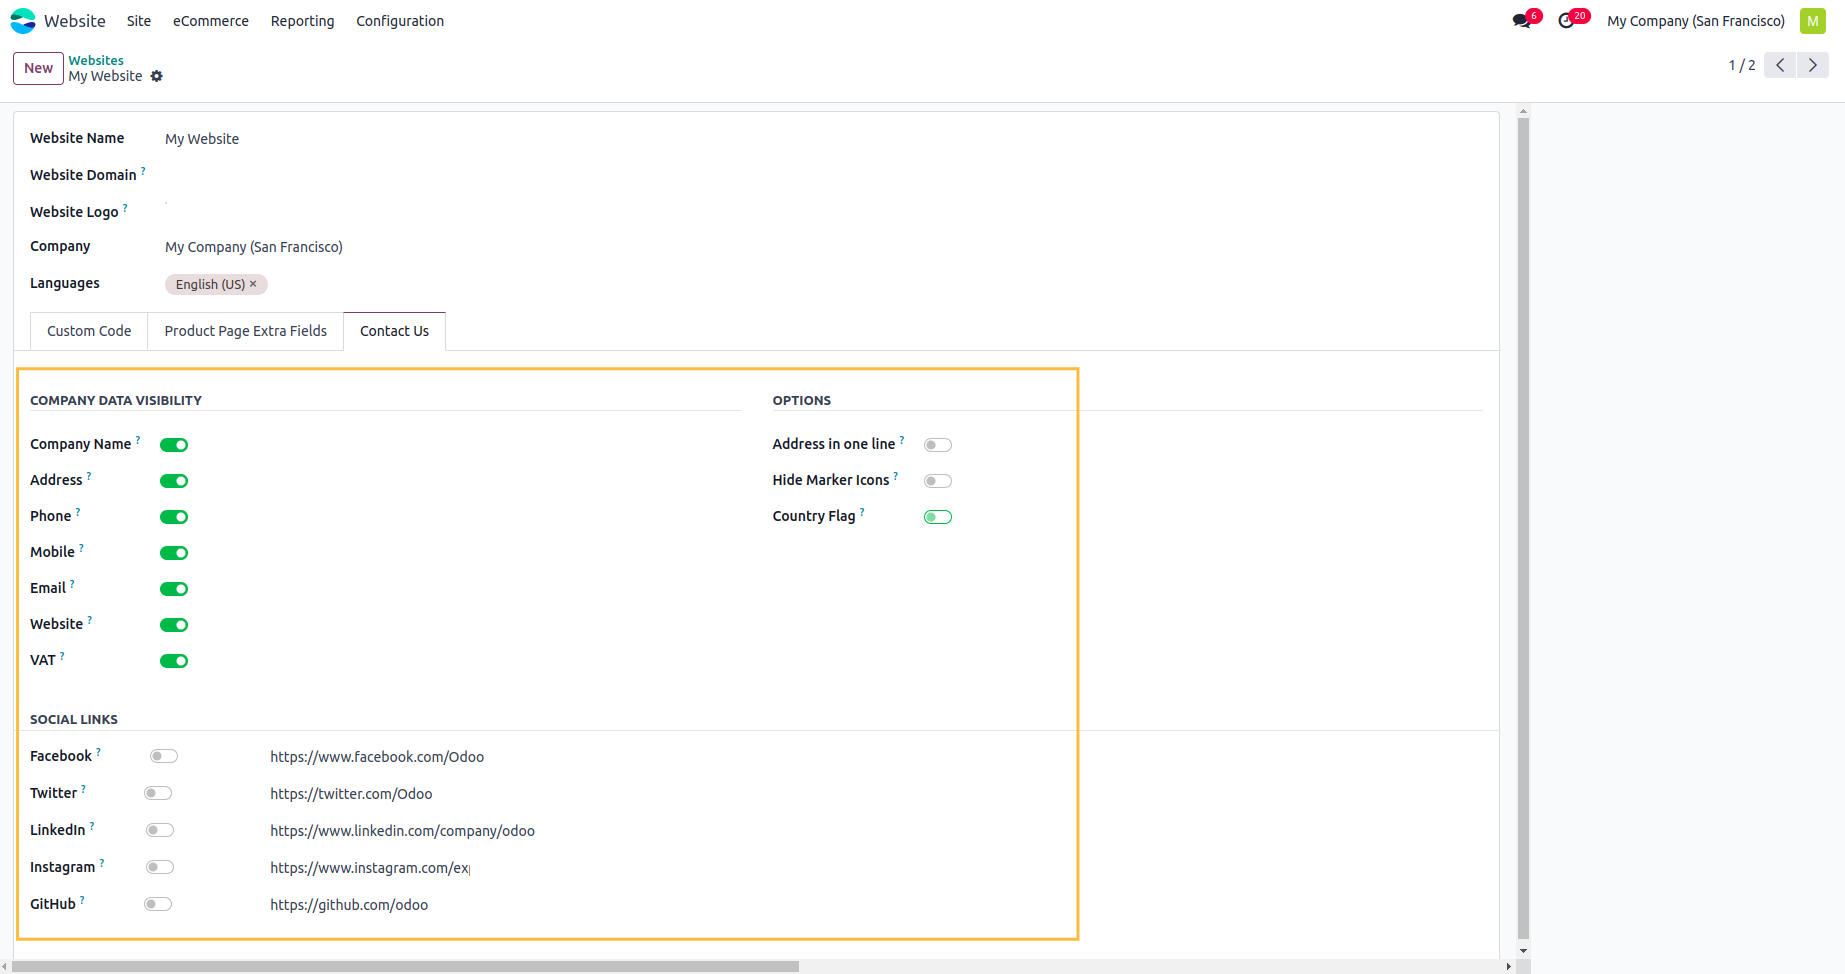 Website Site eCommerce Reporting Configuration 6 20 My Company (San Francisco) M
New Websites 1 / 2
My Website
Website Name My Website
Website Domain ?
Website Logo ?
Company My Company (San Francisco)
Languages English (US) ×
Custom Code Product Page Extra Fields Contact Us
COMPANY DATA VISIBILITY
Company Name ?
Address ?
Phone ?
Mobile ?
Email ?
Website ?
VAT ?
OPTIONS
Address in one line ?
Hide Marker Icons ?
Country Flag ?
SOCIAL LINKS
Facebook ? https://www.facebook.com/Odoo
Twitter ? https://twitter.com/Odoo
LinkedIn ? https://www.linkedin.com/company/odoo
Instagram ? https://www.instagram.com/ex
GitHub ? https://github.com/odoo